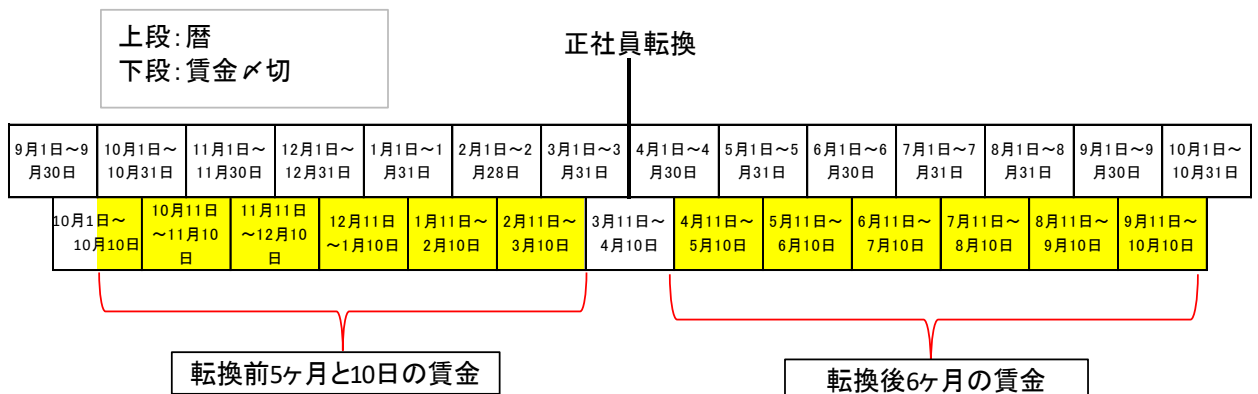 上段：暦
下段：賃金〆切
正社員転換
9月1日～9
月30日
10月1日～
10月31日
11月1日～
11月30日
12月1日～
12月31日
1月1日～1
月31日
2月1日～2
月28日
3月1日～3
月31日
4月1日～4
月30日
5月1日～5
月31日
6月1日～6
月30日
7月1日～7
月31日
8月1日～8
月31日
9月1日～9
月30日
10月1日～
10月31日
10月1日～
10月10日
10月11日
～11月10
日
11月11日
～12月10
日
12月11日
～1月10日
1月11日～
2月10日
2月11日～
3月10日
3月11日～
4月10日
4月11日～
5月10日
5月11日～
6月10日
6月11日～
7月10日
7月11日～
8月10日
8月11日～
9月10日
9月11日～
10月10日
転換前5ヶ月と10日の賃金
転換後6ヶ月の賃金